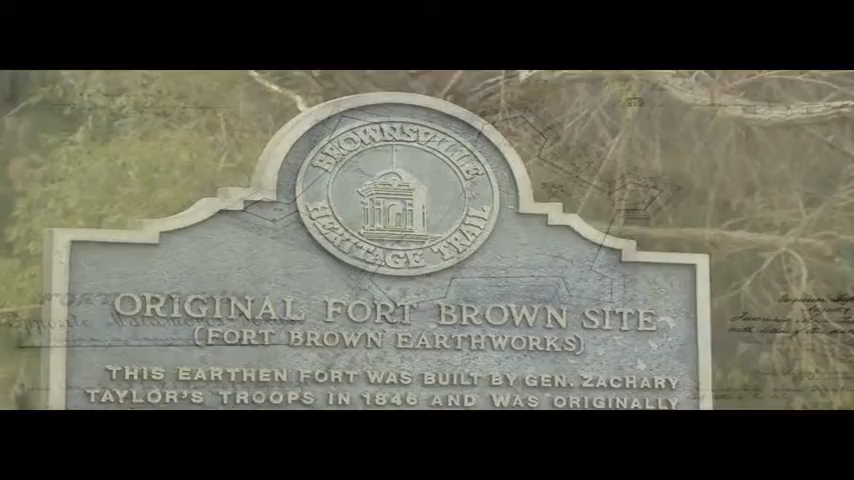 BROWNSVILLE
HERITAGE TRAIL
ORIGINAL FORT BROWN SITE
(FORT BROWN EARTHWORKS)
THIS EARTHEN FORT WAS BUILT BY GEN. ZACHARY
TAYLOR'S TROOPS IN 1846 AND WAS ORIGINALLY